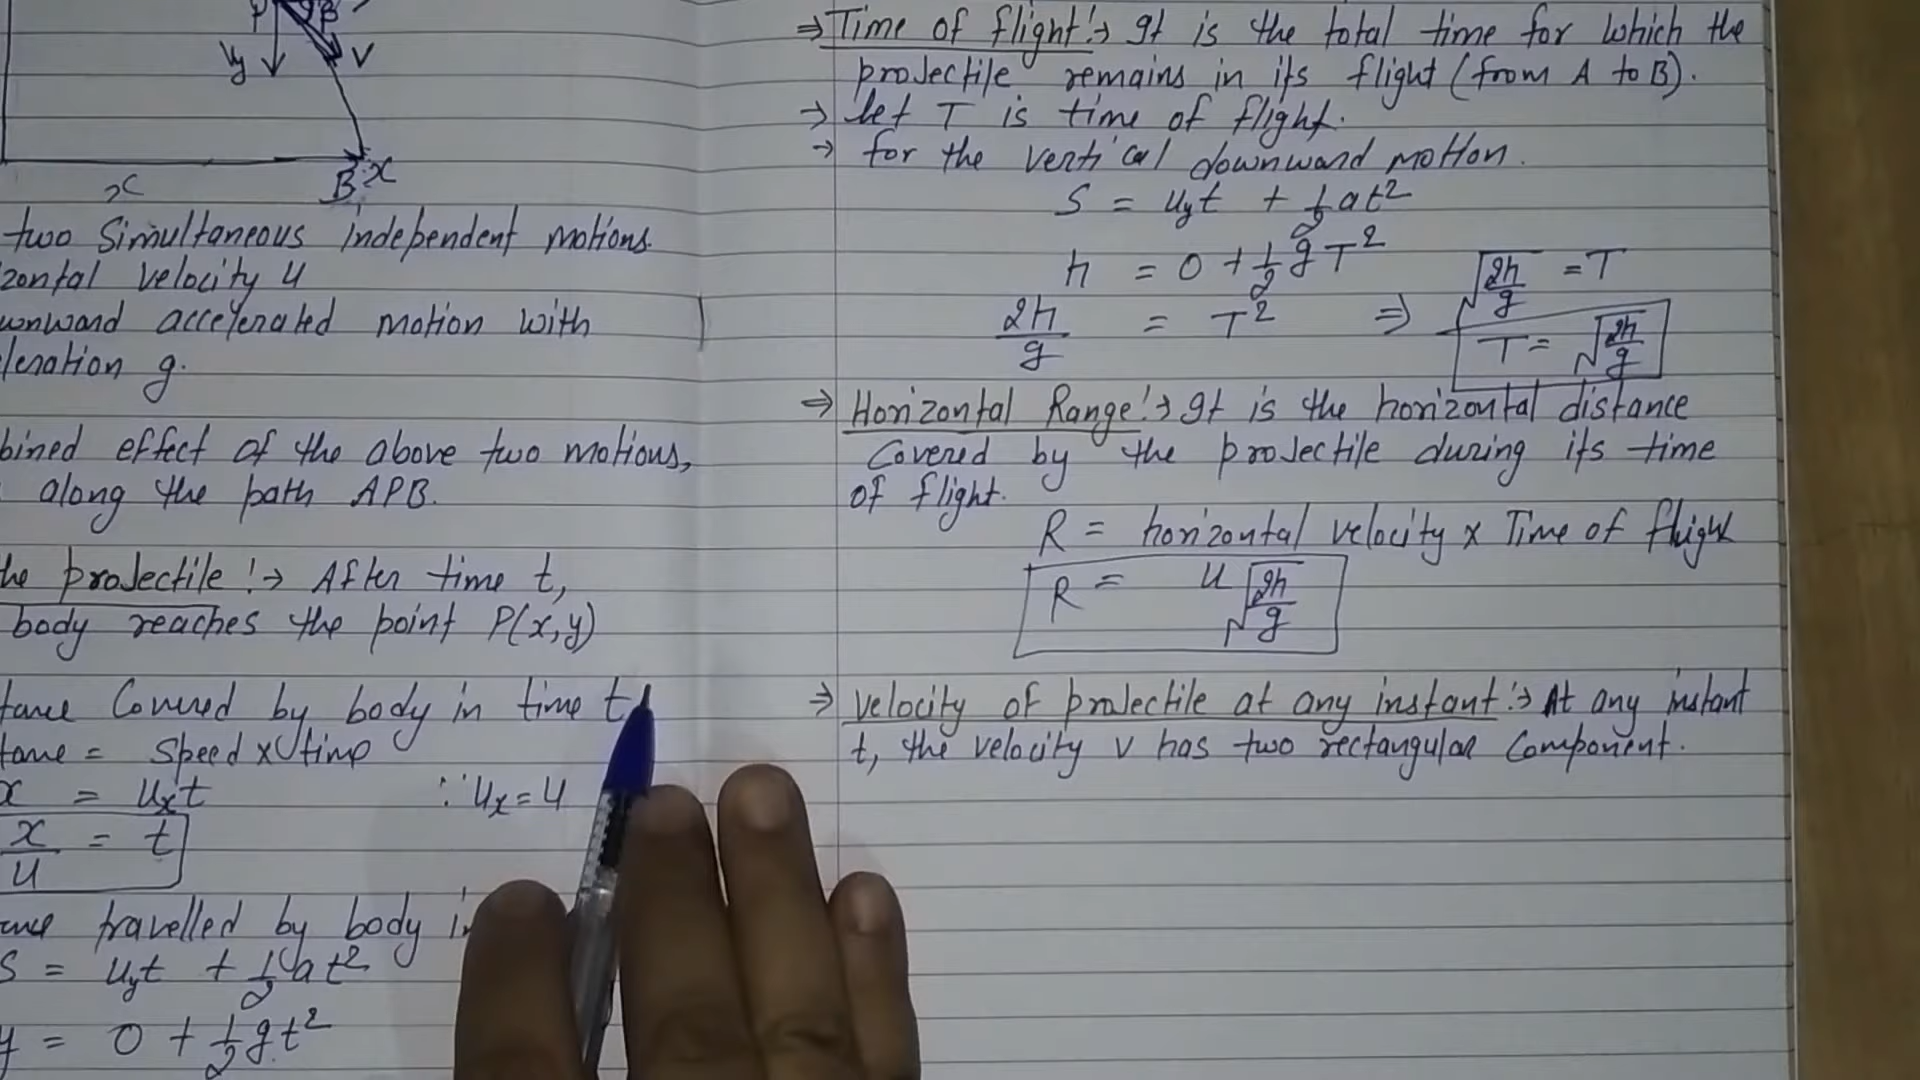 P β
Vy V
x B x
two Simultaneous independent motions.
zontal velocity u
wnward accelerated motion with
leration g.
bined effect of the above two motions,
along the path APB.
he projectile :→ After time t,
body reaches the point P(x,y)
tance Covered by body in time t
tance = Speed x time
x = uxt ∵ ux = u
x/u = t
ance travelled by body in
S = uyt + 1/2 at²
y = 0 + 1/2 gt²
⇒ Time of flight :→ It is the total time for which the
projectile remains in its flight (from A to B).
→ let T is time of flight.
→ for the vertical downward motion.
S = uyt + 1/2 at²
h = 0 + 1/2 gT² √2h/g = T
2h/g = T² ⇒ T = √2h/g
⇒ Horizontal Range :→ It is the horizontal distance
Covered by the projectile during its time
of flight.
R = horizontal velocity x Time of flight
R = u √2h/g
⇒ velocity of projectile at any instant :→ At any instant
t, the velocity v has two rectangular Component.